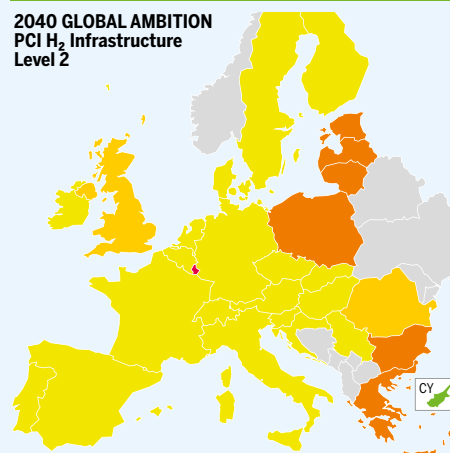 2040 GLOBAL AMBITION
PCI H₂ Infrastructure
Level 2
CY